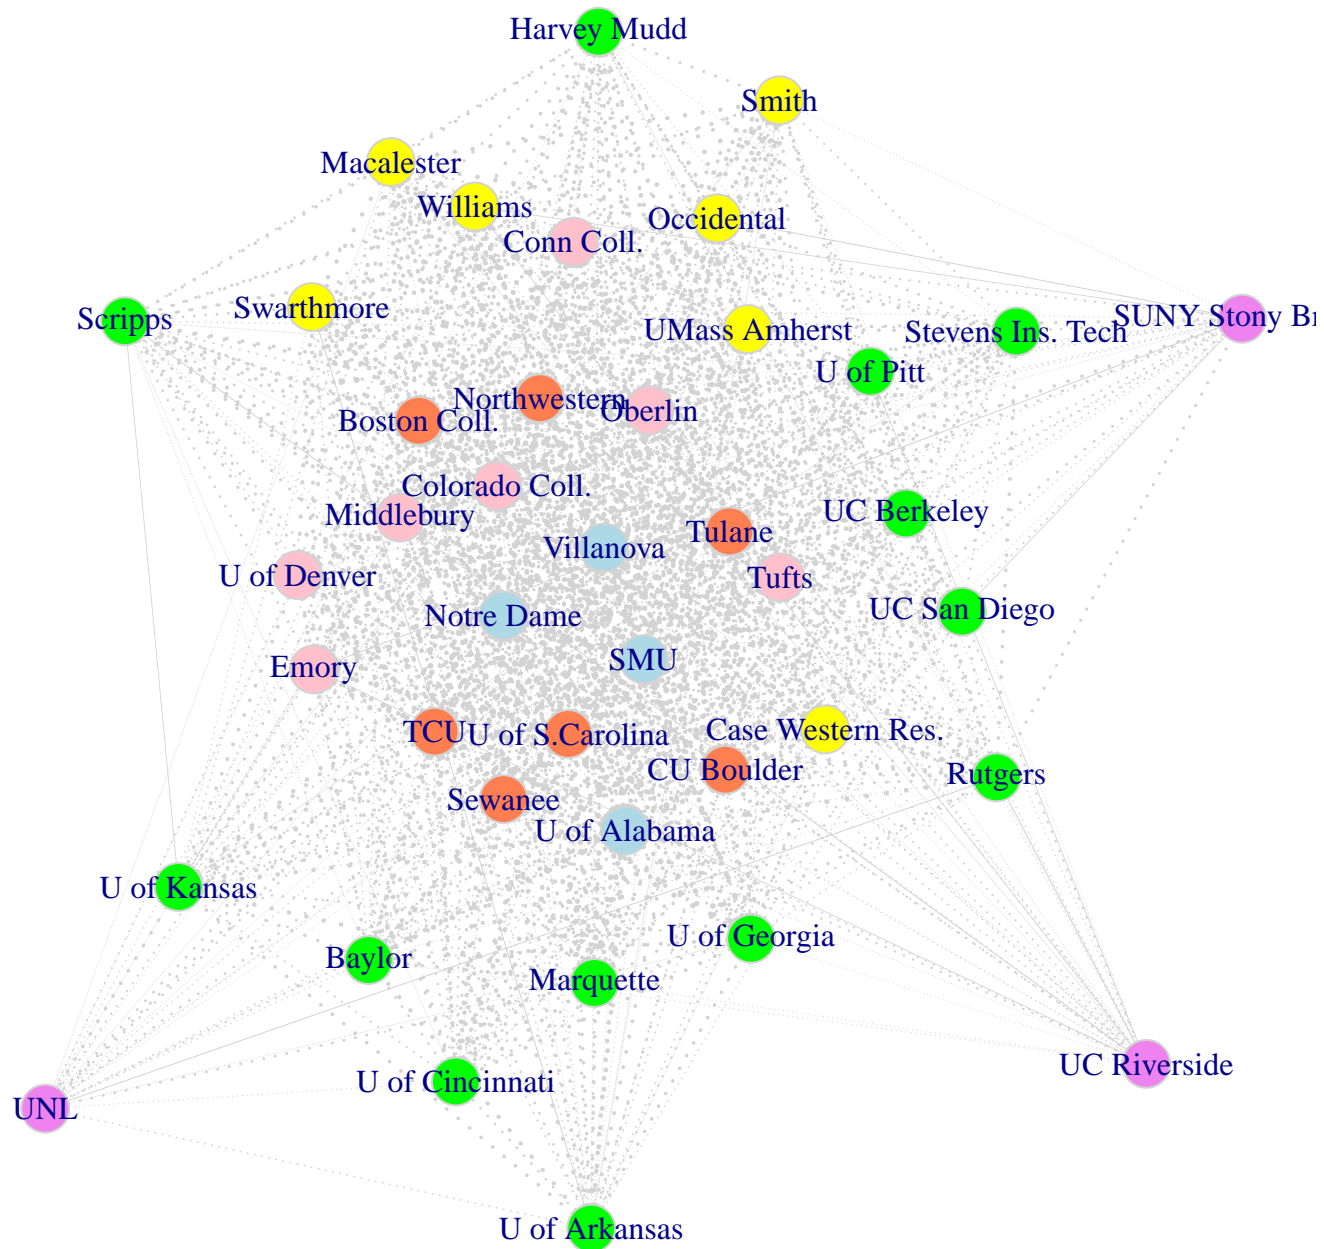 Harvey Mudd
Smith
Macalester
Williams
Occidental
Conn Coll.
Swarthmore
Scripps
SUNY Stony
UMass Amherst
Stevens Ins. Tech
U of Pitt
Northwestern
Oberlin
Boston Coll.
Colorado Coll.
Middlebury
UC Berkeley
Tulane
Villanova
U of Denver
Tufts
Notre Dame
UC San Diego
SMU
Emory
TCU
U of S.Carolina
Case Western Res.
CU Boulder
Rutgers
Sewanee
U of Alabama
U of Kansas
U of Georgia
Baylor
Marquette
UC Riverside
U of Cincinnati
UNL
U of Arkansas